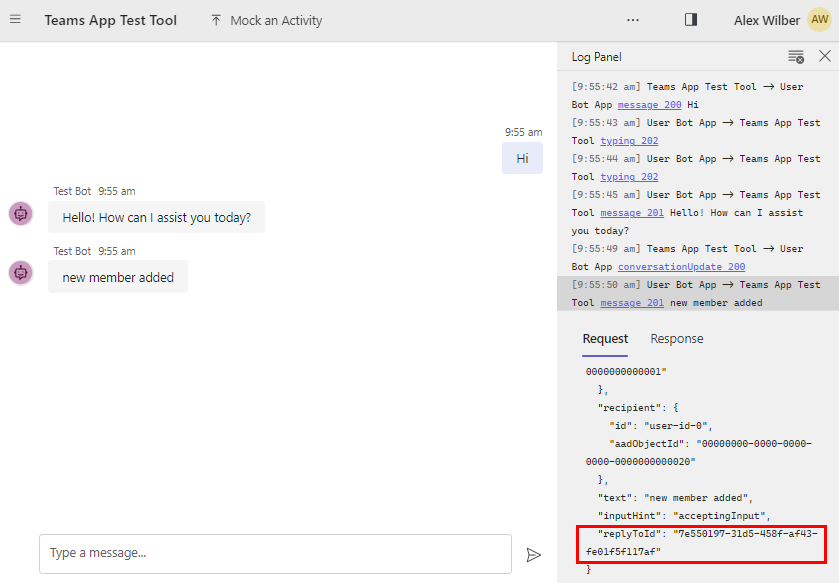 Teams App Test Tool
Mock an Activity
...
Alex Wilber
AW
9:55 am
Hi
Test Bot 9:55 am
Hello! How can I assist you today?
Test Bot 9:55 am
new member added
Type a message...
Log Panel
[9:55:42 am] Teams App Test Tool → User
Bot App message 200 Hi
[9:55:43 am] User Bot App → Teams App Test
Tool typing 202
[9:55:44 am] User Bot App → Teams App Test
Tool typing 202
[9:55:45 am] User Bot App → Teams App Test
Tool message 201 Hello! How can I assist
you today?
[9:55:49 am] Teams App Test Tool → User
Bot App conversationUpdate 200
[9:55:50 am] User Bot App → Teams App Test
Tool message 201 new member added
Request Response
0000000000001"
},
"recipient": {
"id": "user-id-0",
"aadObjectId": "00000000-0000-0000-
0000-0000000000020"
},
"text": "new member added",
"inputHint": "acceptingInput",
"replyToId": "7e550197-31d5-458f-af43-
fe01f5f117af"
}